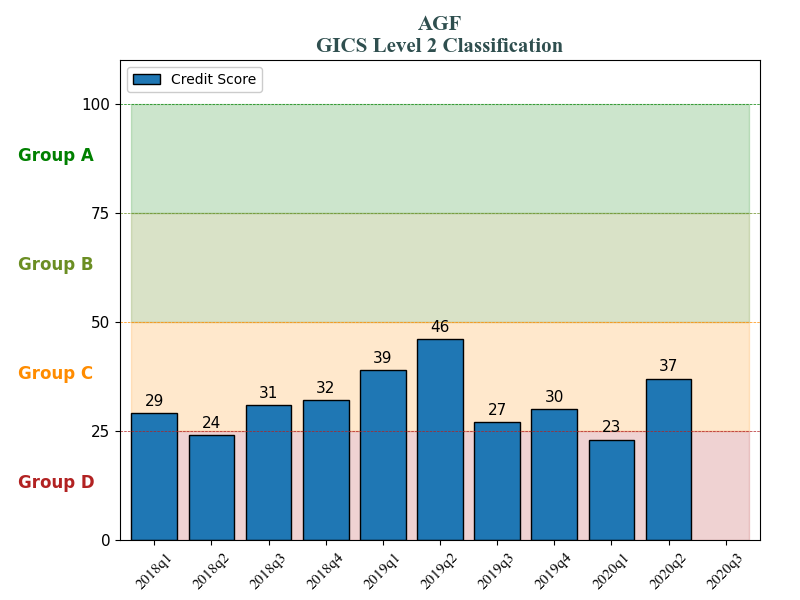 AGF
GICS Level 2 Classification
Credit Score
100
Group A
75
Group B
50
46
39
37
Group C
32
31
30
29
27
25
24
23
Group D
0
2018q1 2018q2 2018q3 2018q4 2019q1 2019q2 2019q3 2019q4 2020q1 2020q2 2020q3